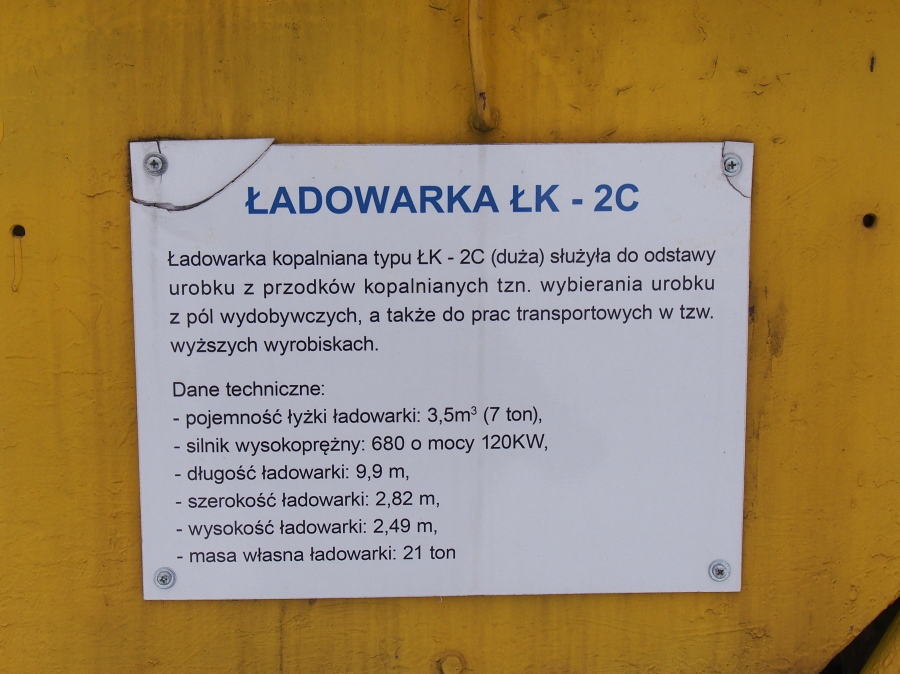 ŁADOWARKA ŁK - 2C
Ładowarka kopalniana typu ŁK - 2C (duża) służyła do odstawy
urobku z przodków kopalnianych tzn. wybierania urobku
z pól wydobywczych, a także do prac transportowych w tzw.
wyższych wyrobiskach.
Dane techniczne:
- pojemność łyżki ładowarki: 3,5m³ (7 ton),
- silnik wysokoprężny: 680 o mocy 120KW,
- długość ładowarki: 9,9 m,
- szerokość ładowarki: 2,82 m,
- wysokość ładowarki: 2,49 m,
- masa własna ładowarki: 21 ton